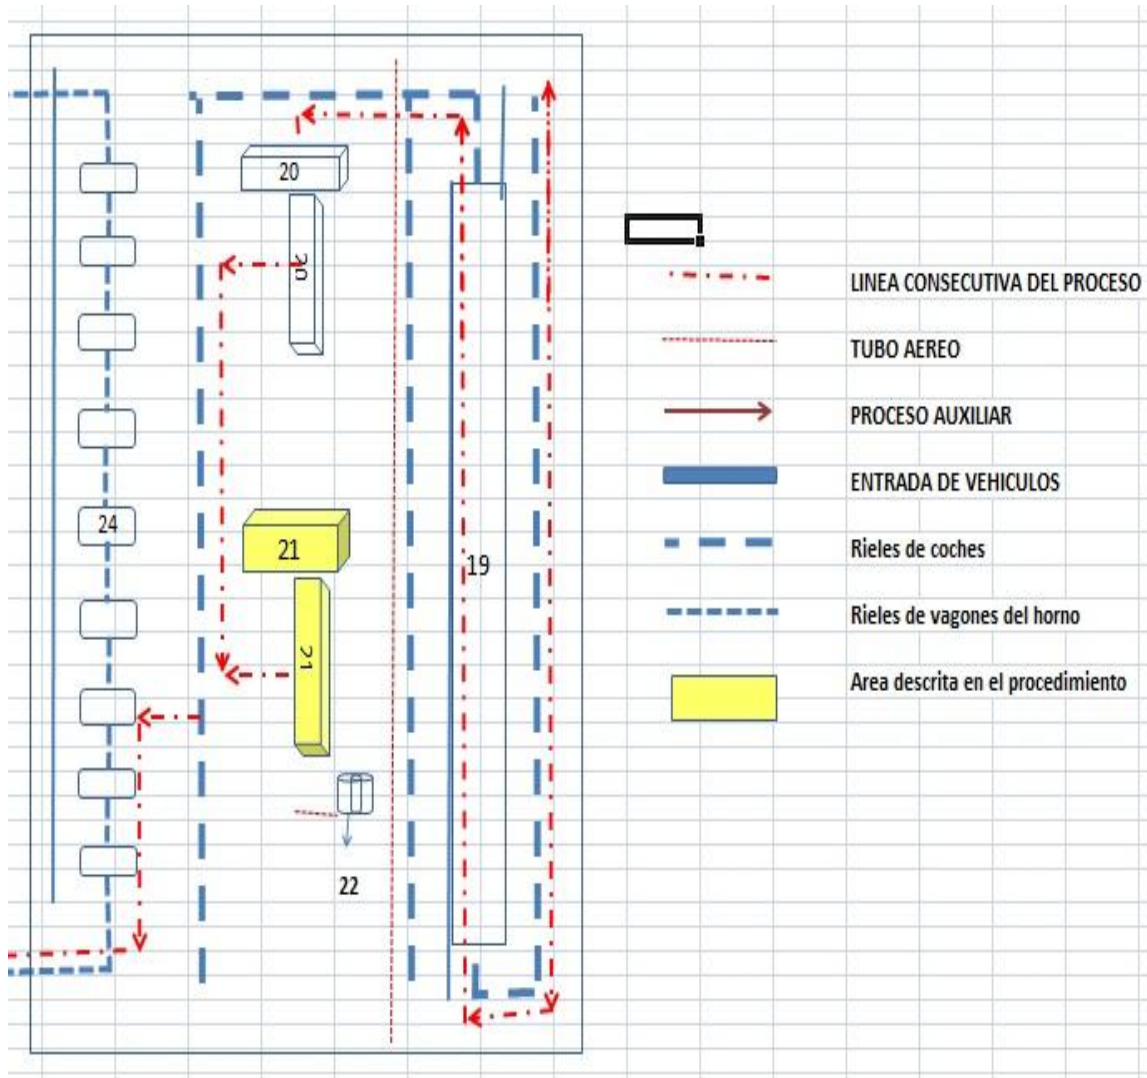 20
20
LINEA CONSECUTIVA DEL PROCESO
TUBO AEREO
PROCESO AUXILIAR
ENTRADA DE VEHICULOS
24
21
19
Rieles de coches
Rieles de vagones del horno
21
Area descrita en el procedimiento
22